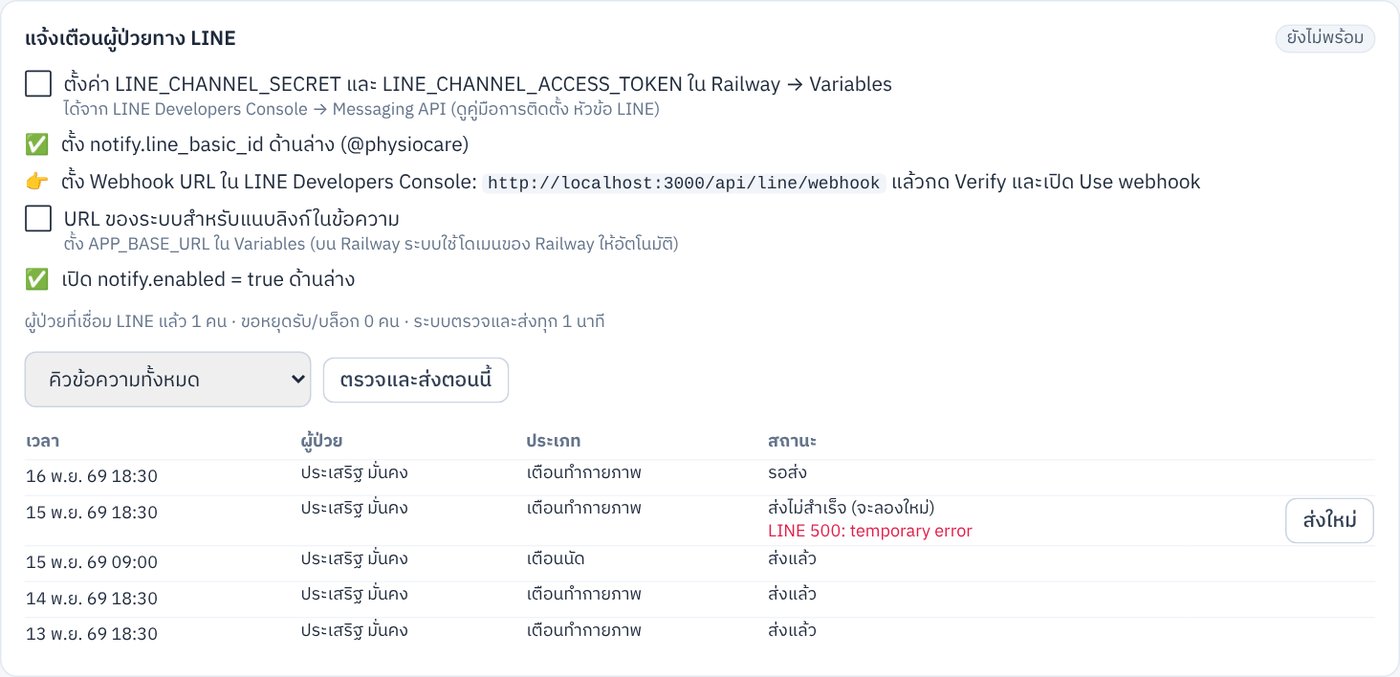 แจ้งเตือนผู้ป่วยทาง LINE
ยังไม่พร้อม
ตั้งค่า LINE_CHANNEL_SECRET และ LINE_CHANNEL_ACCESS_TOKEN ใน Railway → Variables
ได้จาก LINE Developers Console → Messaging API (ดูคู่มือการติดตั้ง หัวข้อ LINE)
ตั้ง notify.line_basic_id ด้านล่าง (@physiocare)
ตั้ง Webhook URL ใน LINE Developers Console: http://localhost:3000/api/line/webhook แล้วกด Verify และเปิด Use webhook
URL ของระบบสำหรับแนบลิงก์ในข้อความ
ตั้ง APP_BASE_URL ใน Variables (บน Railway ระบบใช้โดเมนของ Railway ให้อัตโนมัติ)
เปิด notify.enabled = true ด้านล่าง
ผู้ป่วยที่เชื่อม LINE แล้ว 1 คน · ขอหยุดรับ/บล็อก 0 คน · ระบบตรวจและส่งทุก 1 นาที
คิวข้อความทั้งหมด ตรวจและส่งตอนนี้
เวลา ผู้ป่วย ประเภท สถานะ
16 พ.ย. 69 18:30 ประเสริฐ มั่นคง เตือนทำกายภาพ รอส่ง
15 พ.ย. 69 18:30 ประเสริฐ มั่นคง เตือนทำกายภาพ ส่งไม่สำเร็จ (จะลองใหม่)
LINE 500: temporary error
ส่งใหม่
15 พ.ย. 69 09:00 ประเสริฐ มั่นคง เตือนนัด ส่งแล้ว
14 พ.ย. 69 18:30 ประเสริฐ มั่นคง เตือนทำกายภาพ ส่งแล้ว
13 พ.ย. 69 18:30 ประเสริฐ มั่นคง เตือนทำกายภาพ ส่งแล้ว